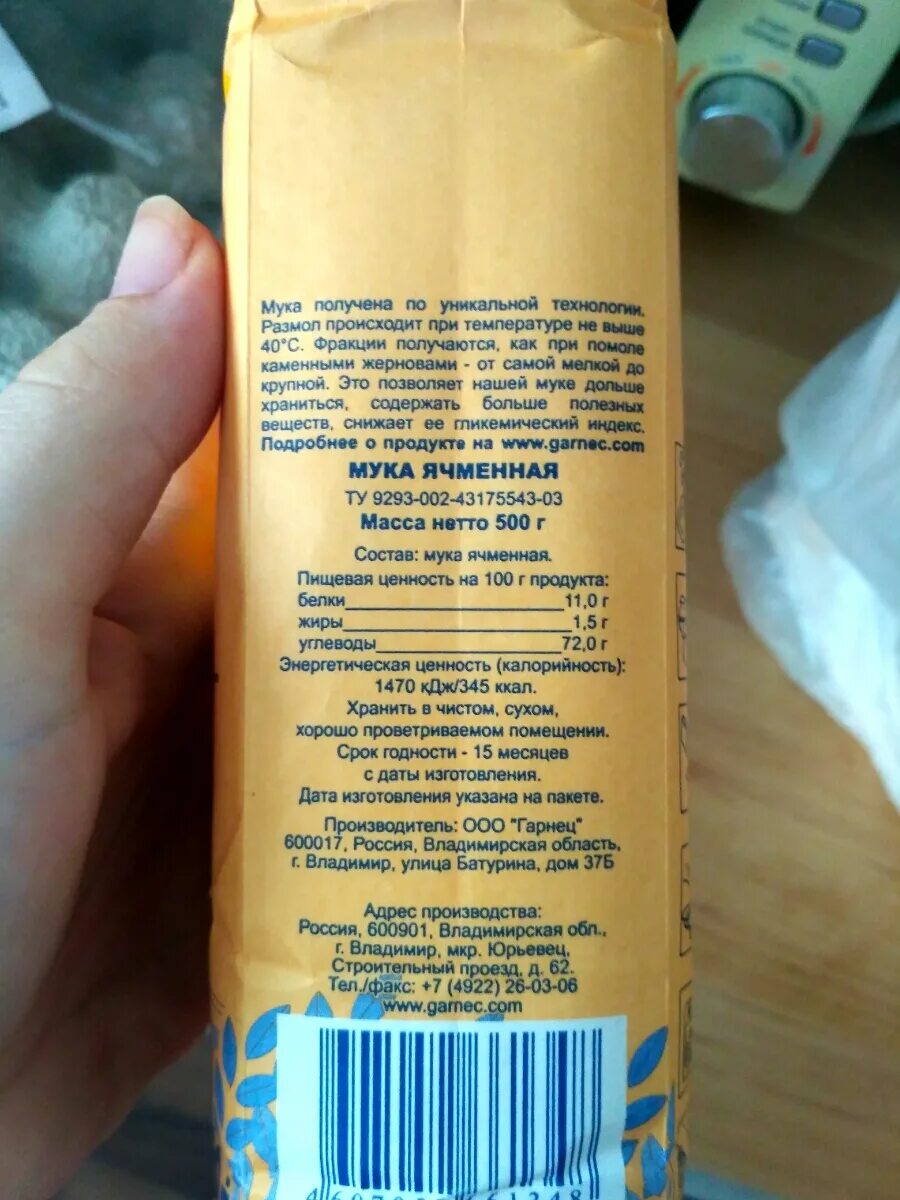 Мука получена по уникальной технологии.
Размол происходит при температуре не выше
40°С. Фракции получаются, как при помоле
каменными жерновами - от самой мелкой до
крупной. Это позволяет нашей муке дольше
храниться, содержать больше полезных
веществ, снижает ее гликемический индекс.
Подробнее о продукте на www.garnec.com
МУКА ЯЧМЕННАЯ
ТУ 9293-002-43175543-03
Масса нетто 500 г
Состав: мука ячменная.
Пищевая ценность на 100 г продукта:
белки 11,0 г
жиры 1,5 г
углеводы 72,0 г
Энергетическая ценность (калорийность):
1470 кДж/345 ккал.
Хранить в чистом, сухом,
хорошо проветриваемом помещении.
Срок годности - 15 месяцев
с даты изготовления.
Дата изготовления указана на пакете.
Производитель: ООО "Гарнец"
600017, Россия, Владимирская область,
г. Владимир, улица Батурина, дом 37Б
Адрес производства:
Россия, 600901, Владимирская обл.,
г. Владимир, мкр. Юрьевец,
Строительный проезд, д. 62.
Тел./факс: +7 (4922) 26-03-06
www.garnec.com